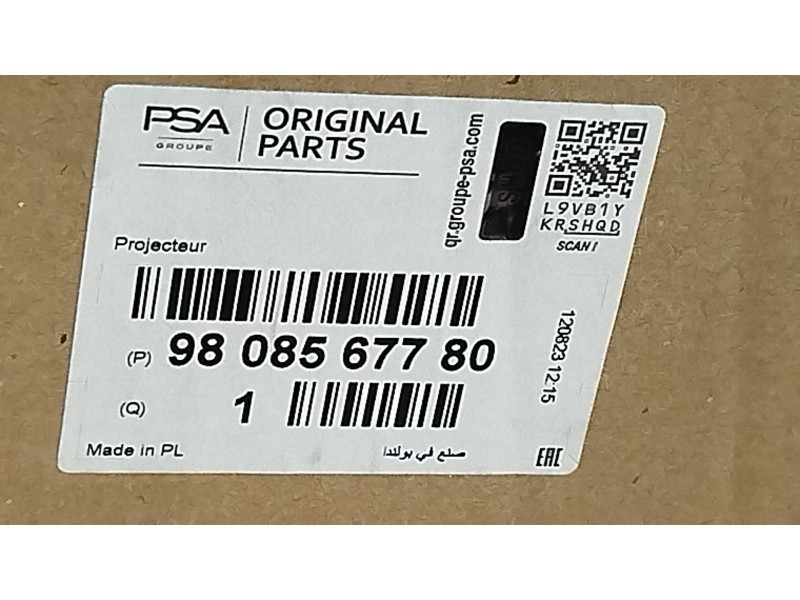 PSA
GROUPE
ORIGINAL
PARTS
qr.groupe-psa.com
L9VB1Y
KRSHQD
SCAN!
Projecteur
(P) 98 085 677 80
(Q) 1
120823 12:15
Made in PL
صنع في بولندا
EAC